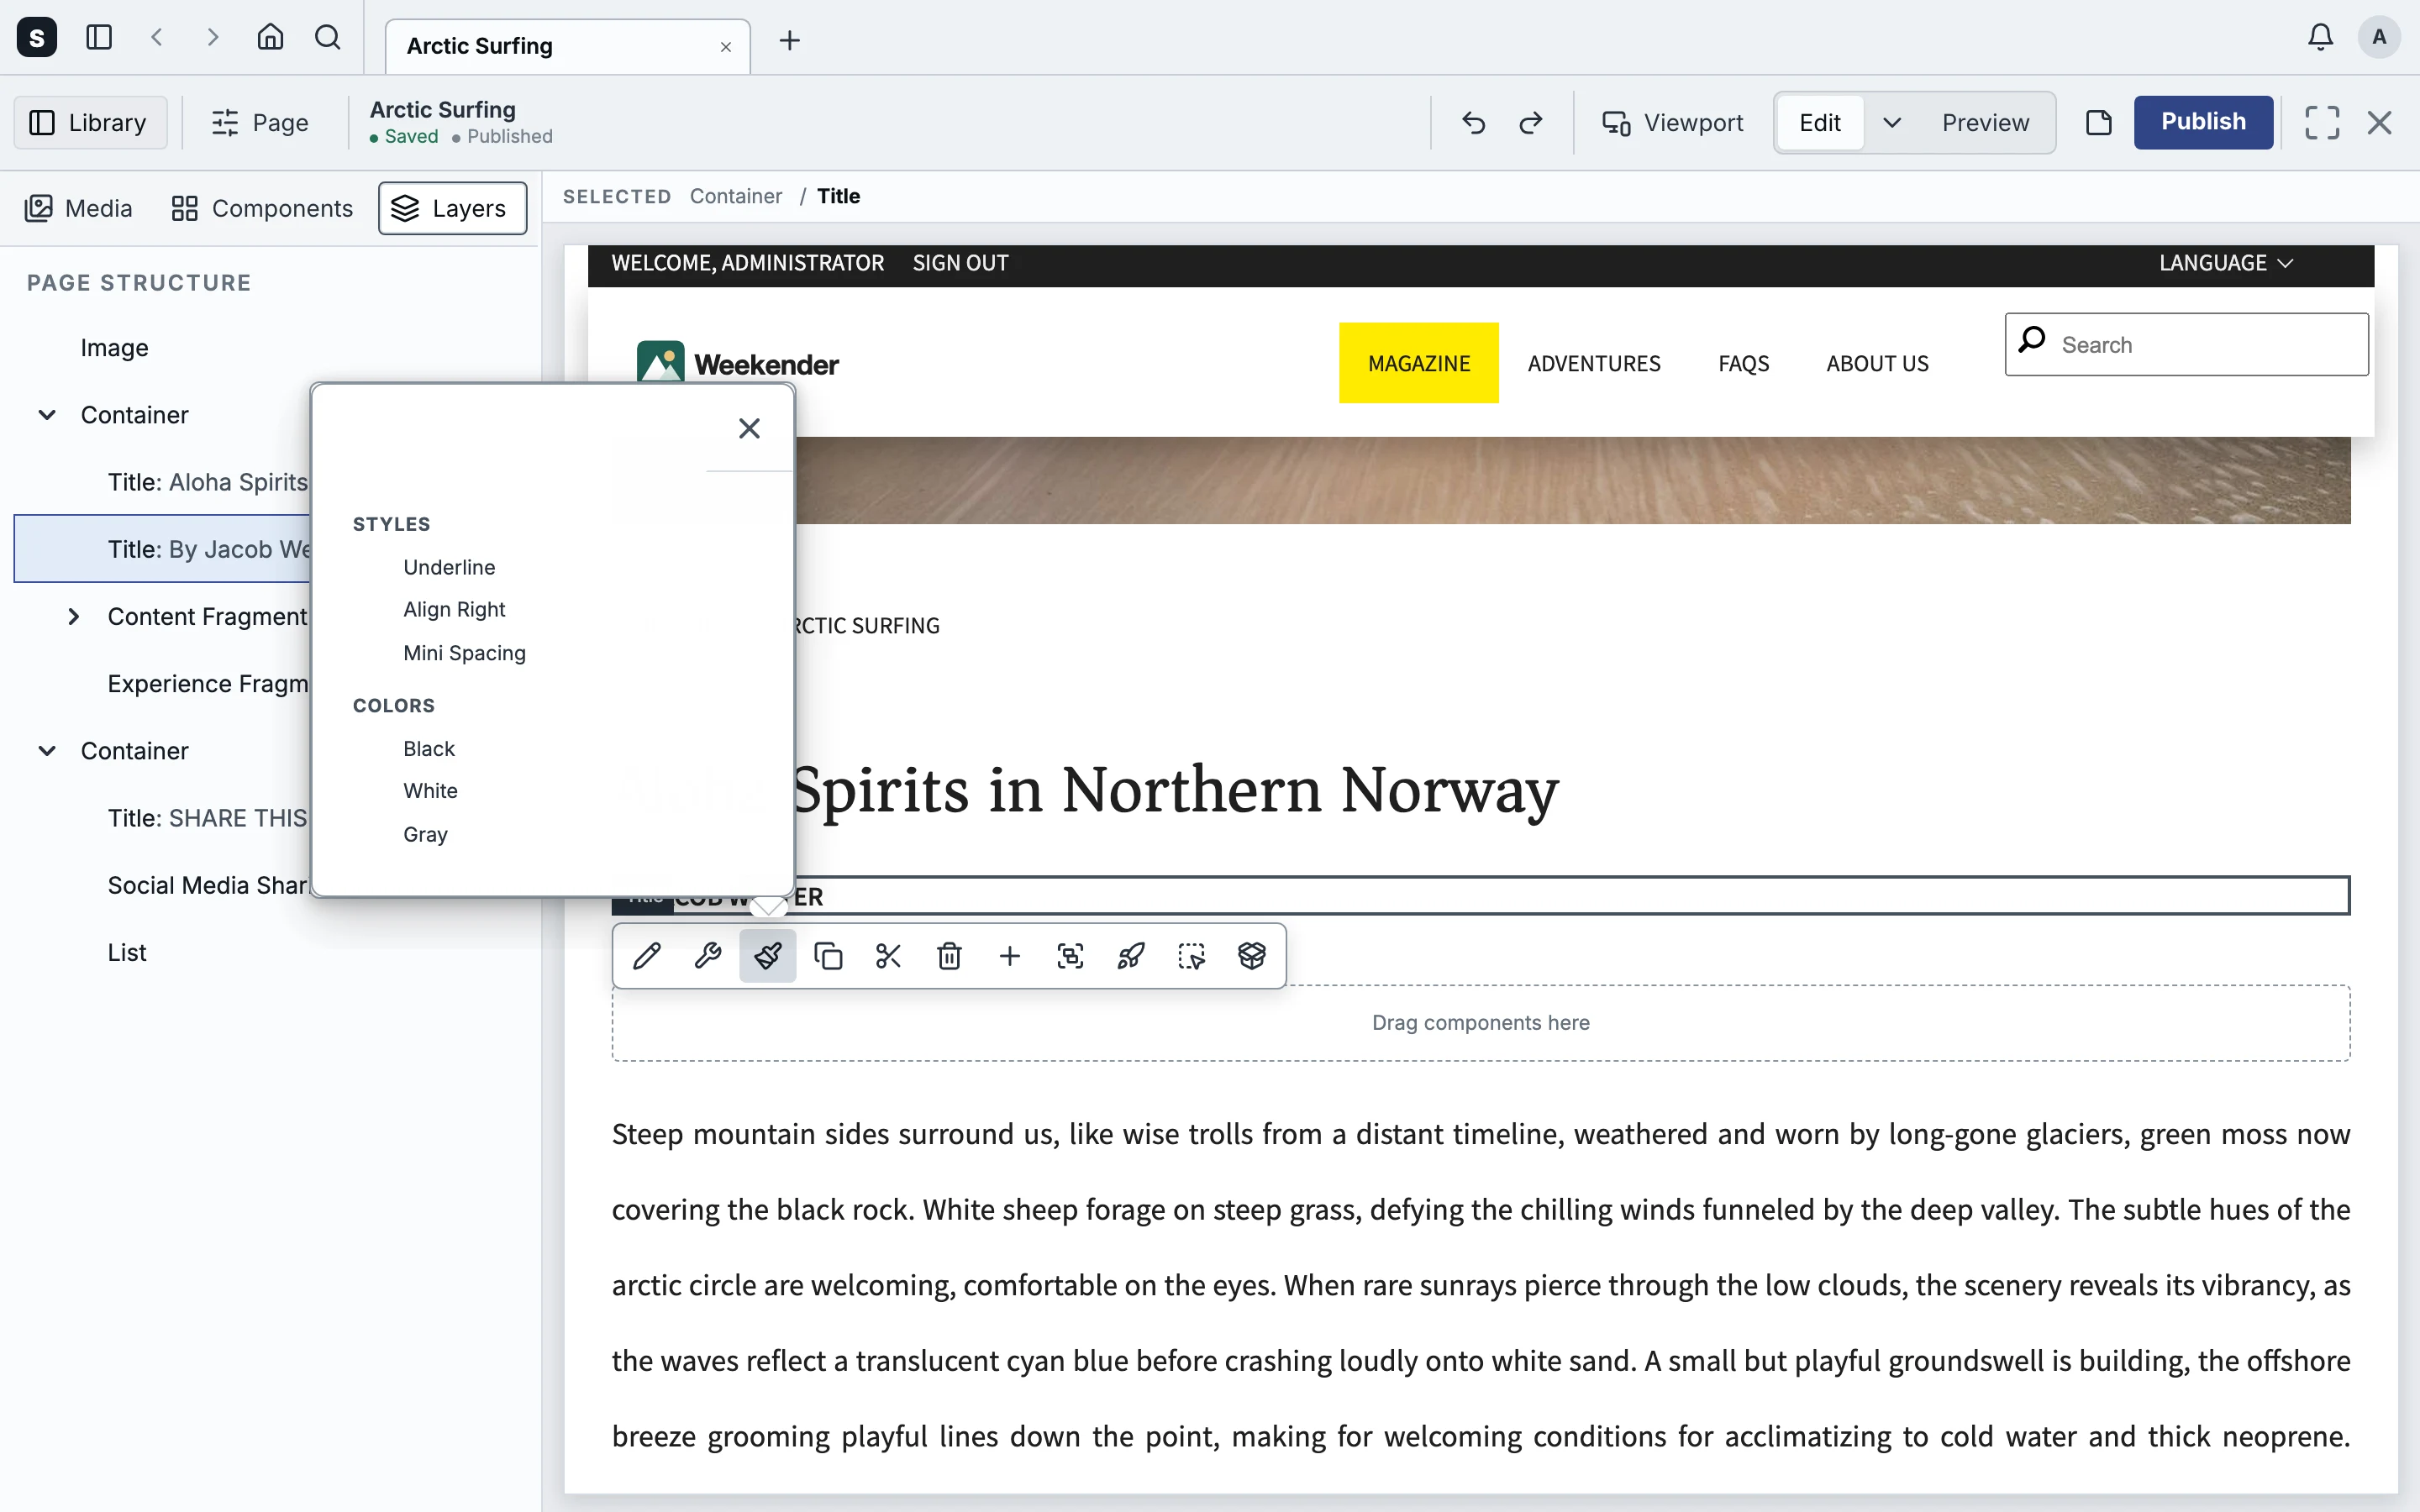 S
Arctic Surfing
A
Library
Page
Arctic Surfing
Saved
Published
Viewport
Edit
Preview
Publish
Media
Components
Layers
SELECTED Container / Title
PAGE STRUCTURE
Image
Container
Title: Aloha Spirits
Title: By Jacob We
Content Fragment
Experience Fragm
Container
Title: SHARE THIS
Social Media Shar
List
STYLES
Underline
Align Right
Mini Spacing
COLORS
Black
White
Gray
WELCOME, ADMINISTRATOR
SIGN OUT
LANGUAGE
Weekender
MAGAZINE
ADVENTURES
FAQS
ABOUT US
Search
RCTIC SURFING
Spirits in Northern Norway
COB W
ER
Drag components here
Steep mountain sides surround us, like wise trolls from a distant timeline, weathered and worn by long-gone glaciers, green moss now
covering the black rock. White sheep forage on steep grass, defying the chilling winds funneled by the deep valley. The subtle hues of the
arctic circle are welcoming, comfortable on the eyes. When rare sunrays pierce through the low clouds, the scenery reveals its vibrancy, as
the waves reflect a translucent cyan blue before crashing loudly onto white sand. A small but playful groundswell is building, the offshore
breeze grooming playful lines down the point, making for welcoming conditions for acclimatizing to cold water and thick neoprene.